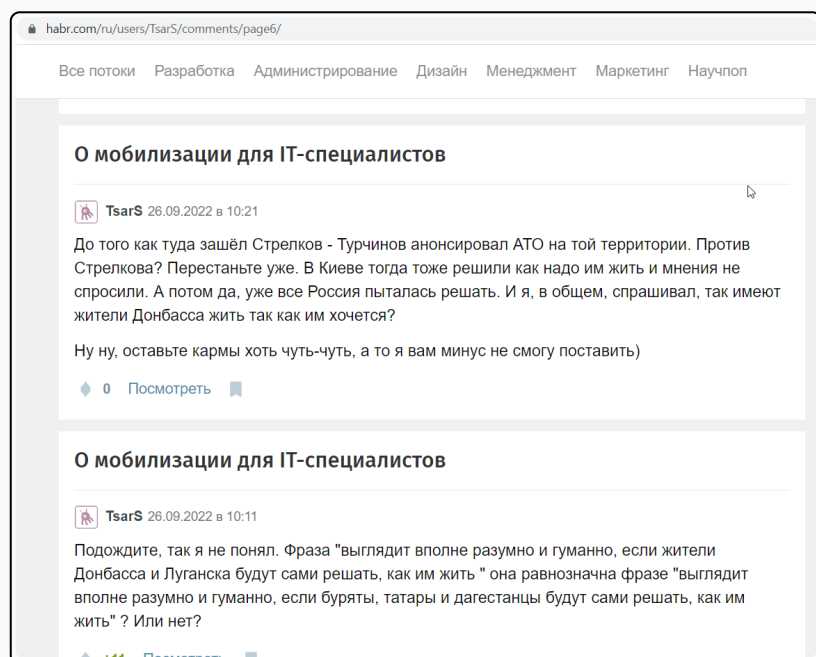 habr.com/ru/users/TsarS/comments/page6/
Все потоки Разработка Администрирование Дизайн Менеджмент Маркетинг Научпоп
О мобилизации для IT-специалистов
TsarS 26.09.2022 в 10:21
До того как туда зашёл Стрелков - Турчинов анонсировал АТО на той территории. Против
Стрелкова? Перестаньте уже. В Киеве тогда тоже решили как надо им жить и мнения не
спросили. А потом да, уже все Россия пыталась решать. И я, в общем, спрашивал, так имеют
жители Донбасса жить так как им хочется?
Ну ну, оставьте кармы хоть чуть-чуть, а то я вам минус не смогу поставить)
0 Посмотреть
О мобилизации для IT-специалистов
TsarS 26.09.2022 в 10:11
Подождите, так я не понял. Фраза "выглядит вполне разумно и гуманно, если жители
Донбасса и Луганска будут сами решать, как им жить " она равнозначна фразе "выглядит
вполне разумно и гуманно, если буряты, татары и дагестанцы будут сами решать, как им
жить" ? Или нет?
Посмотреть